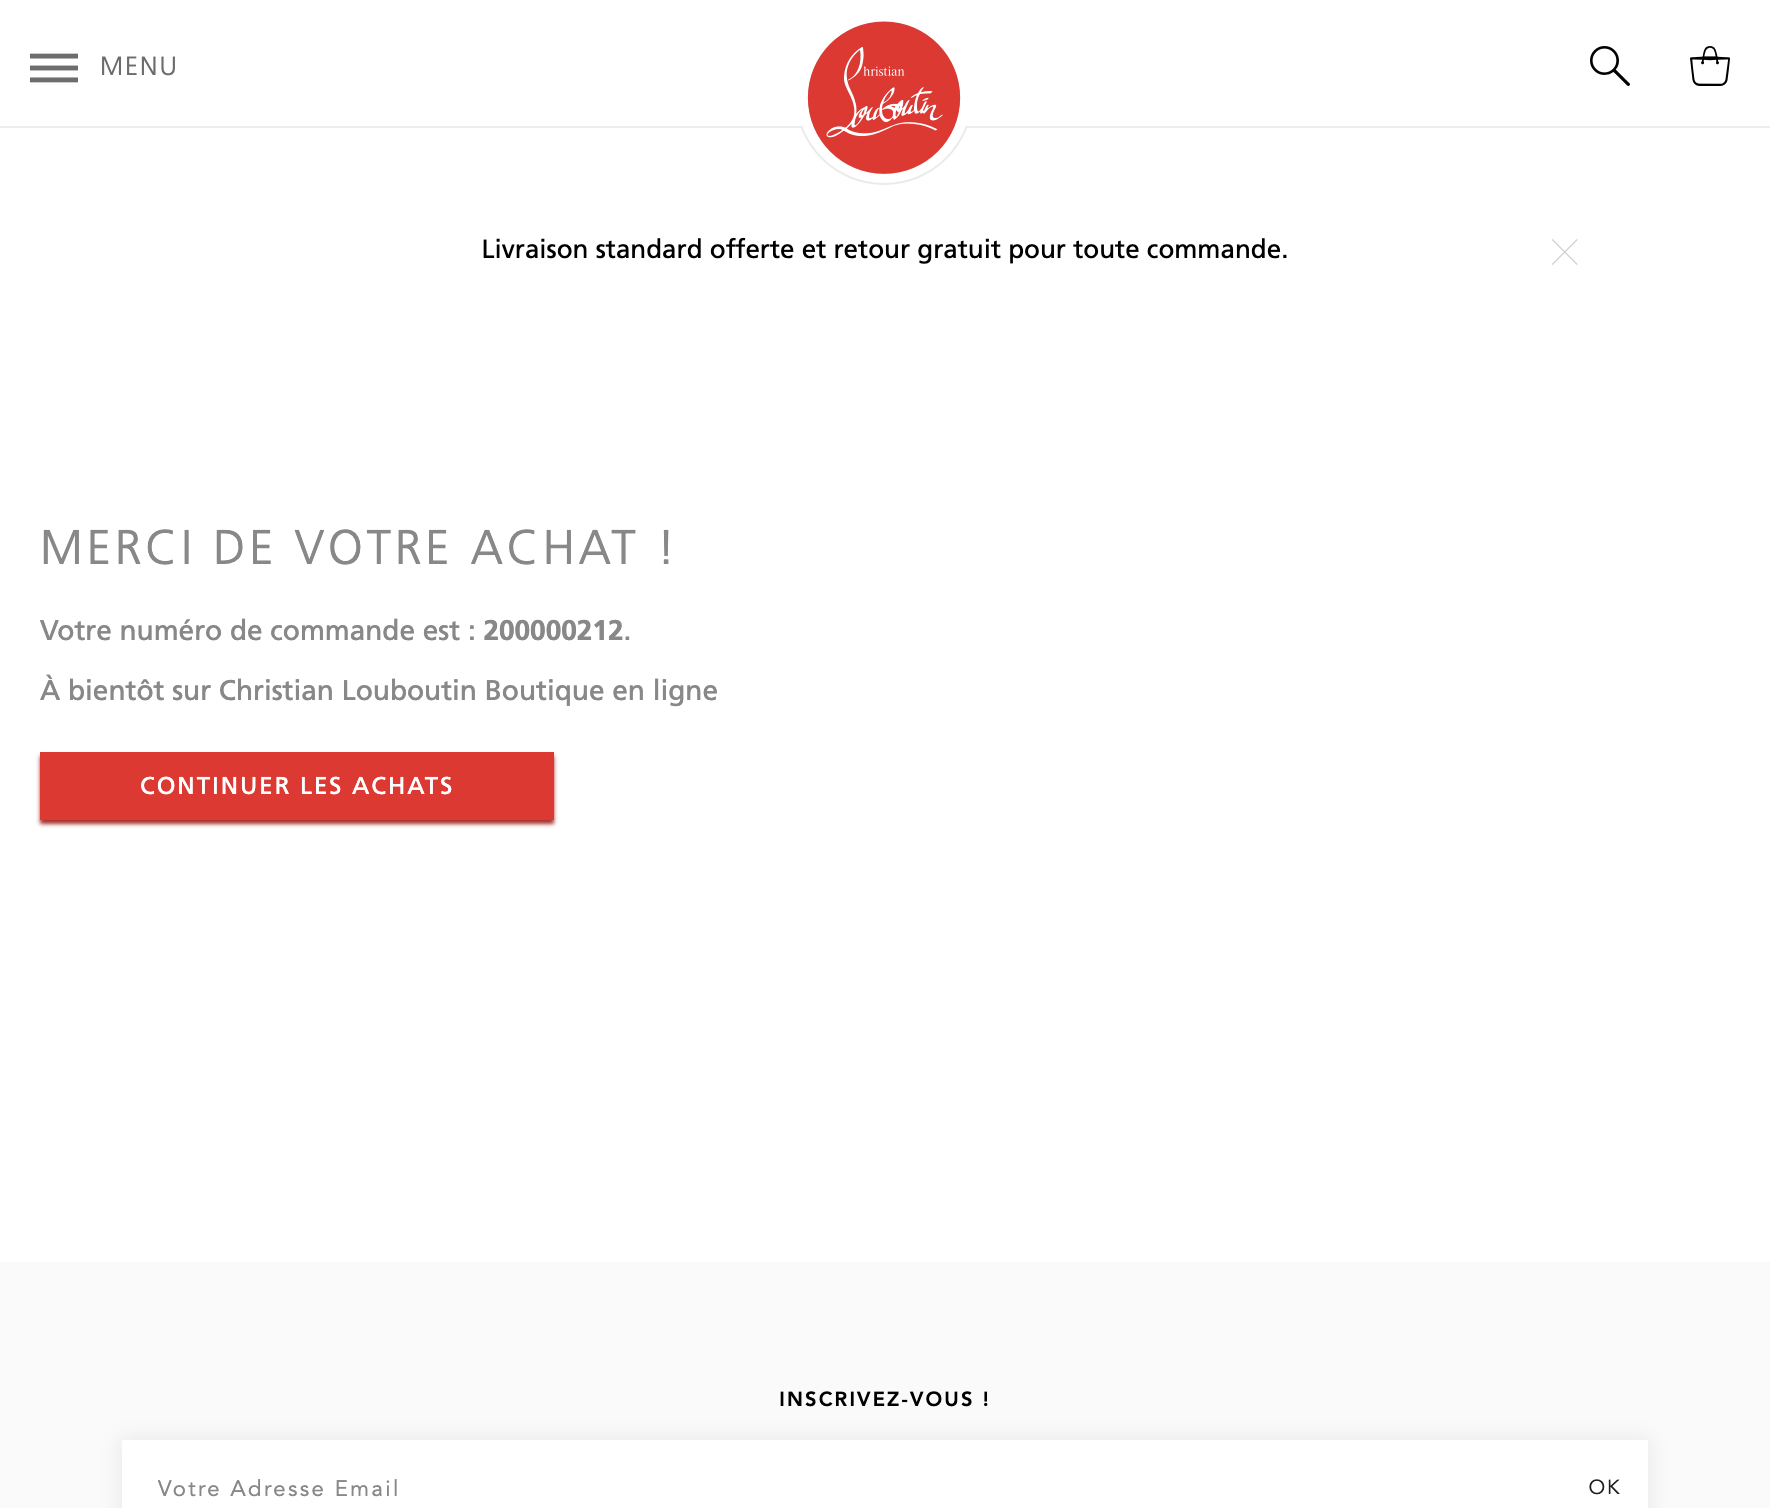 MENU
Christian
Louboutin
Livraison standard offerte et retour gratuit pour toute commande.
MERCI DE VOTRE ACHAT !
Votre numéro de commande est : 200000212.
À bientôt sur Christian Louboutin Boutique en ligne
CONTINUER LES ACHATS
INSCRIVEZ-VOUS !
Votre Adresse Email
OK